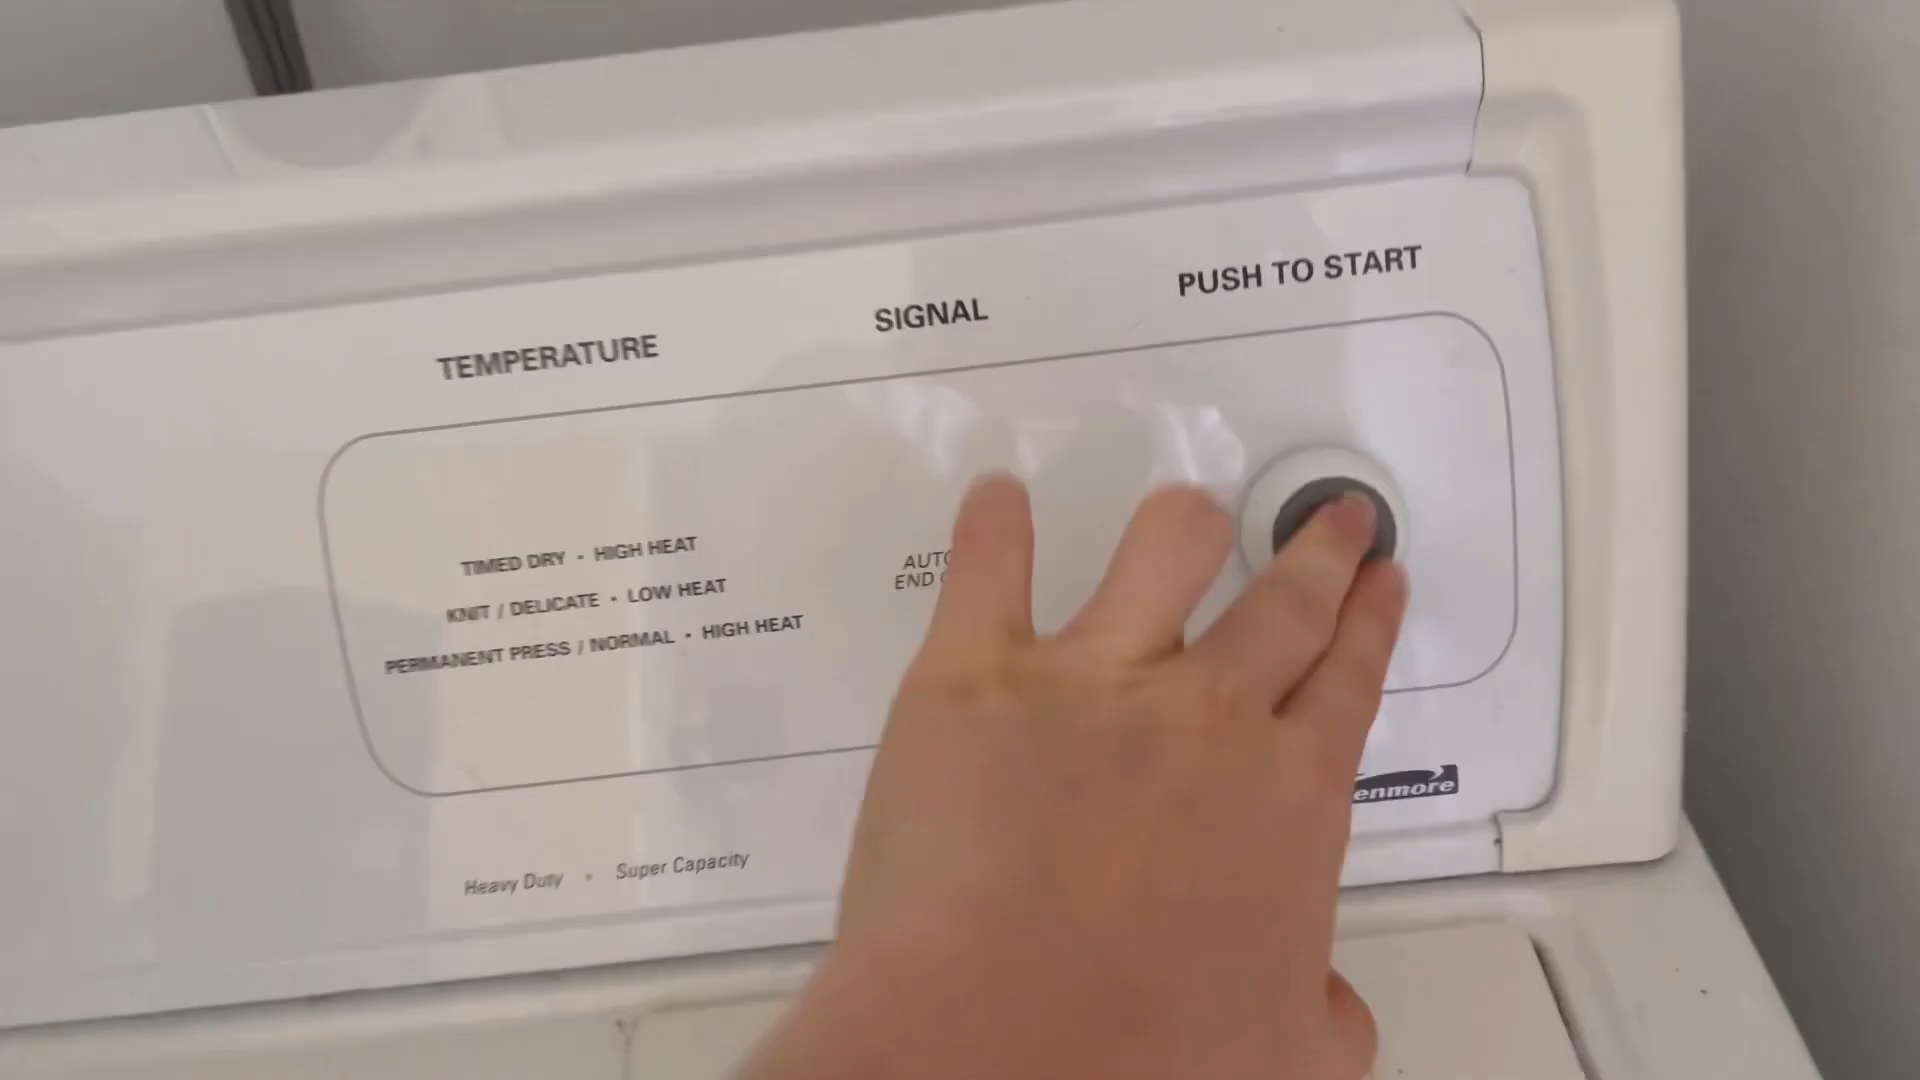 TEMPERATURE
SIGNAL
PUSH TO START
TIMED DRY • HIGH HEAT
KNIT / DELICATE • LOW HEAT
PERMANENT PRESS / NORMAL • HIGH HEAT
END
Heavy Duty • Super Capacity